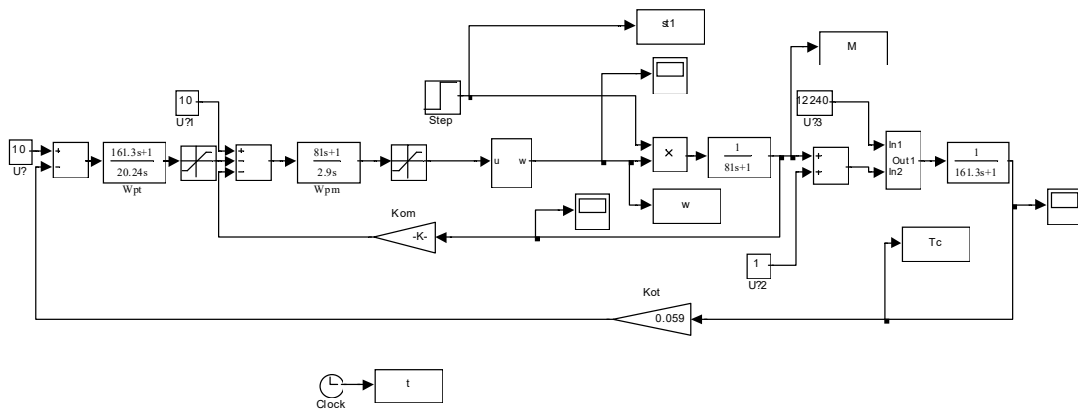 st1
M
10
U?1
Step
12240
U?3
10
U?
+
−
161.3s+1
20.24s
Wpt
+
−
−
81s+1
2.9s
Wpm
u
w
×
1
81s+1
+
+
In1
Out1
In2
1
161.3s+1
w
Kom
-K-
1
U?2
Tc
Kot
0.059
t
Clock